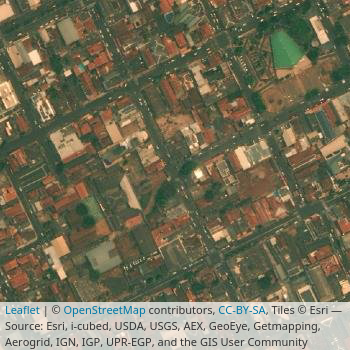 Leaflet | © OpenStreetMap contributors, CC-BY-SA, Tiles © Esri —
Source: Esri, i-cubed, USDA, USGS, AEX, GeoEye, Getmapping,
Aerogrid, IGN, IGP, UPR-EGP, and the GIS User Community